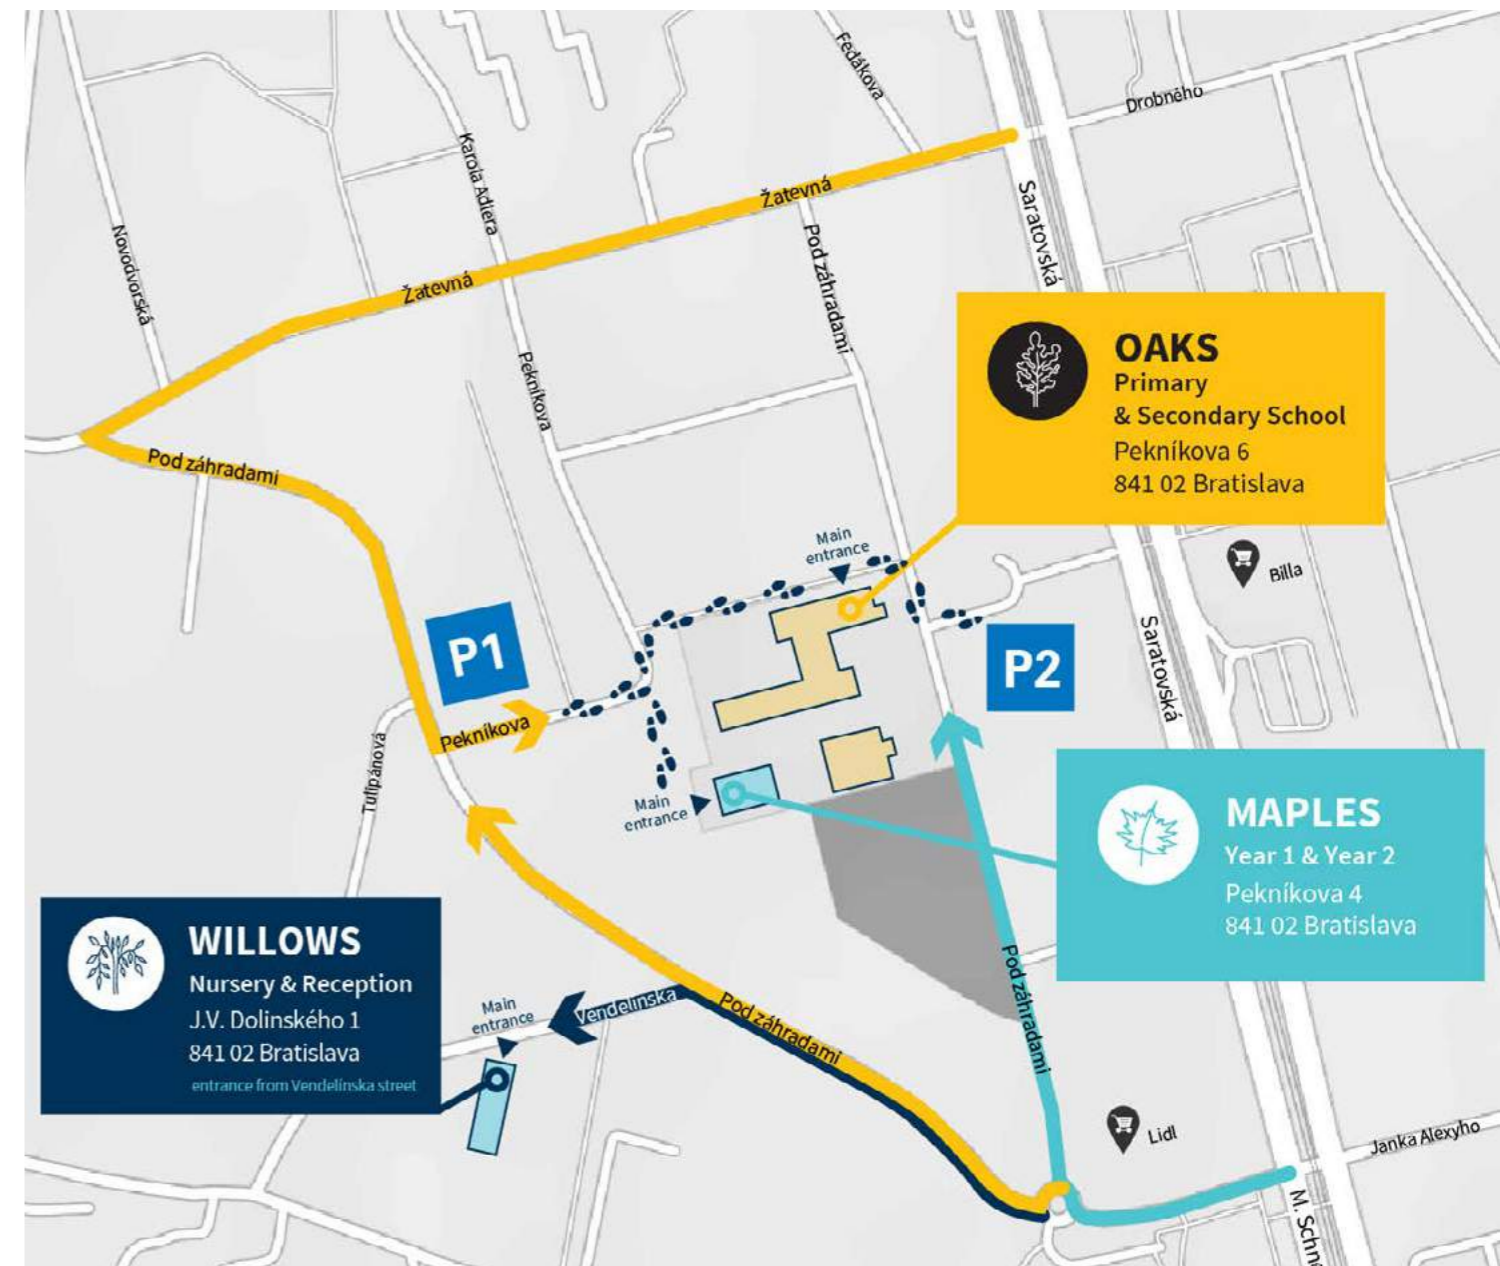 Fedákova
Drobného
Karola Adlera
Žatevná
Saratovská
Novodvorská
Pod záhradami
Žatevná
Pekníkova
OAKS
Primary
& Secondary School
Pekníkova 6
841 02 Bratislava
Pod záhradami
Main
entrance
Billa
P1
P2
Saratovská
Pekníkova
Tulipánová
Main
entrance
MAPLES
Year 1 & Year 2
Pekníkova 4
841 02 Bratislava
WILLOWS
Nursery & Reception
J.V. Dolinského 1
841 02 Bratislava
entrance from Vendelínska street
Main
entrance
Vendelínska
Pod záhradami
Pod záhradami
Lidl
Janka Alexyho
M. Schne